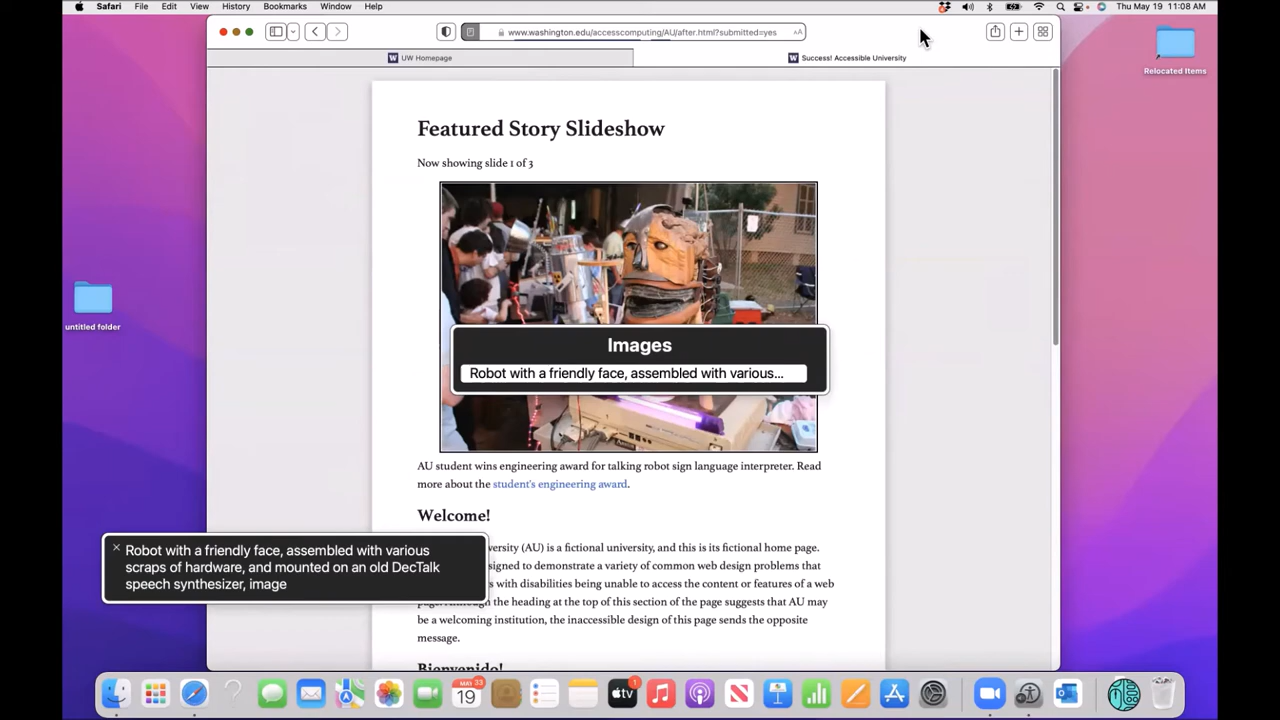 Safari File Edit View History Bookmarks Window Help
Thu May 19 11:08 AM
www.washington.edu/accesscomputing/AU/after.html?submitted=yes
AA
UW Homepage
Success! Accessible University
Relocated Items
untitled folder
Featured Story Slideshow
Now showing slide 1 of 3
Images
Robot with a friendly face, assembled with various...
AU student wins engineering award for talking robot sign language interpreter. Read
more about the student's engineering award.
Welcome!
versity (AU) is a fictional university, and this is its fictional home page.
signed to demonstrate a variety of common web design problems that
s with disabilities being unable to access the content or features of a web
the heading at the top of this section of the page suggests that AU may
be a welcoming institution, the inaccessible design of this page sends the opposite
message.
Bienvenido!
Robot with a friendly face, assembled with various
scraps of hardware, and mounted on an old DecTalk
speech synthesizer, image
MAY 33
19
tv
1